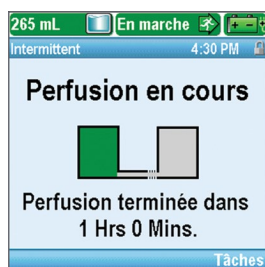 265 mL En marche
Intermittent 4:30 PM
Perfusion en cours
Perfusion terminée dans
1 Hrs 0 Mins.
Tâches